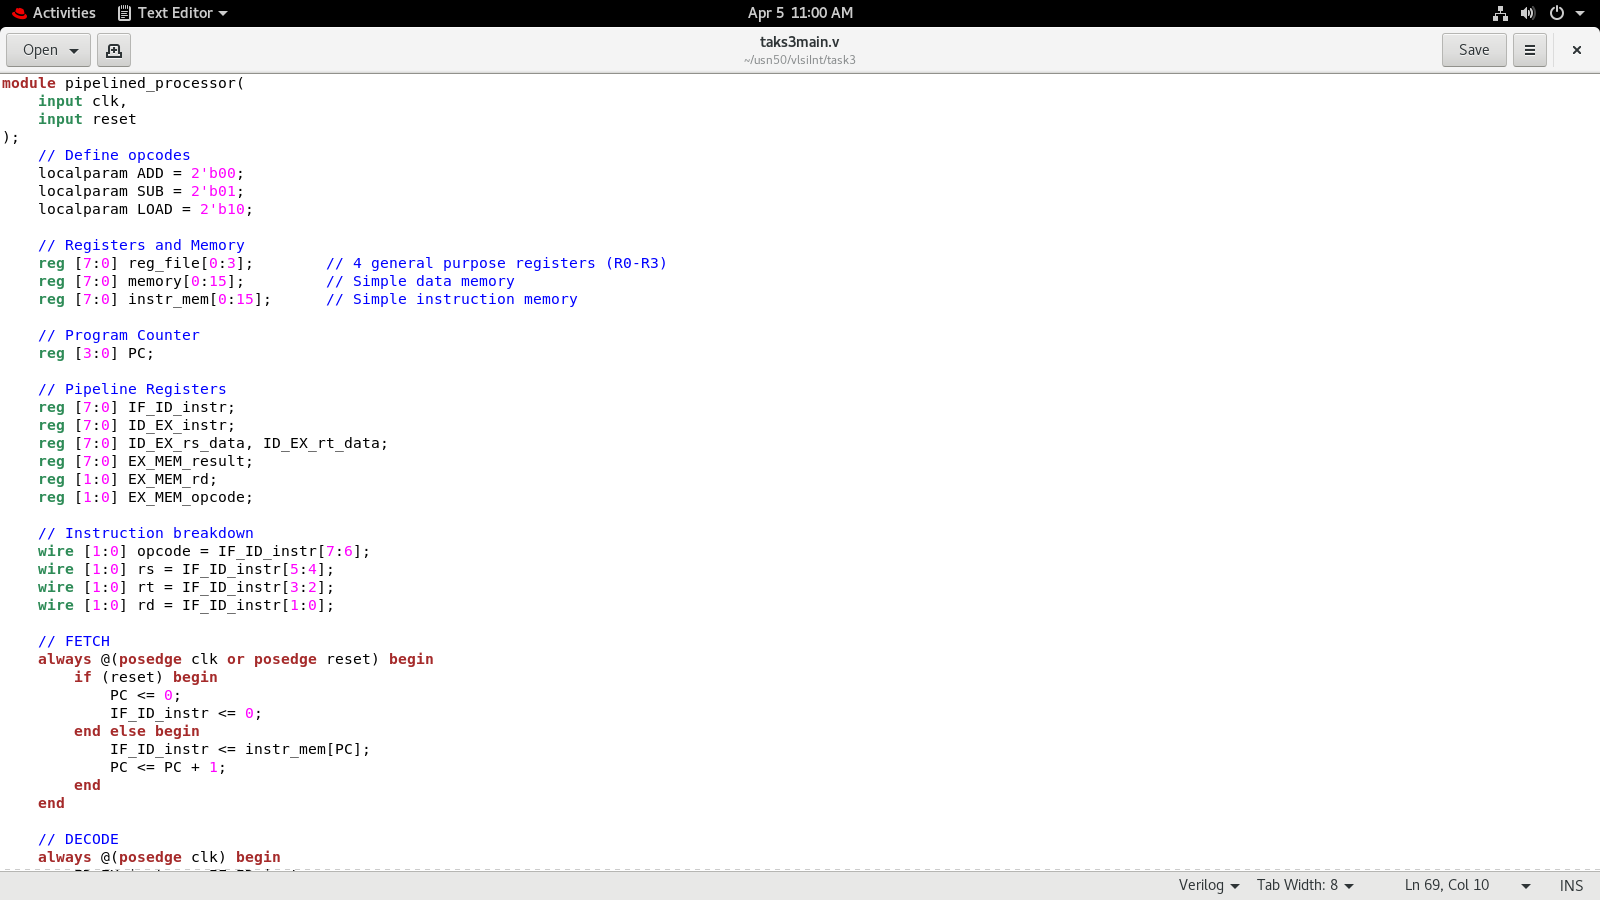 Activities Text Editor Apr 5 11:00 AM
Open taks3main.v Save
~/usn50/vlsiInt/task3
module pipelined_processor(
    input clk,
    input reset
);
    // Define opcodes
    localparam ADD = 2'b00;
    localparam SUB = 2'b01;
    localparam LOAD = 2'b10;

    // Registers and Memory
    reg [7:0] reg_file[0:3];        // 4 general purpose registers (R0-R3)
    reg [7:0] memory[0:15];         // Simple data memory
    reg [7:0] instr_mem[0:15];      // Simple instruction memory

    // Program Counter
    reg [3:0] PC;

    // Pipeline Registers
    reg [7:0] IF_ID_instr;
    reg [7:0] ID_EX_instr;
    reg [7:0] ID_EX_rs_data, ID_EX_rt_data;
    reg [7:0] EX_MEM_result;
    reg [1:0] EX_MEM_rd;
    reg [1:0] EX_MEM_opcode;

    // Instruction breakdown
    wire [1:0] opcode = IF_ID_instr[7:6];
    wire [1:0] rs = IF_ID_instr[5:4];
    wire [1:0] rt = IF_ID_instr[3:2];
    wire [1:0] rd = IF_ID_instr[1:0];

    // FETCH
    always @(posedge clk or posedge reset) begin
        if (reset) begin
            PC <= 0;
            IF_ID_instr <= 0;
        end else begin
            IF_ID_instr <= instr_mem[PC];
            PC <= PC + 1;
        end
    end

    // DECODE
    always @(posedge clk) begin
Verilog Tab Width: 8 Ln 69, Col 10 INS